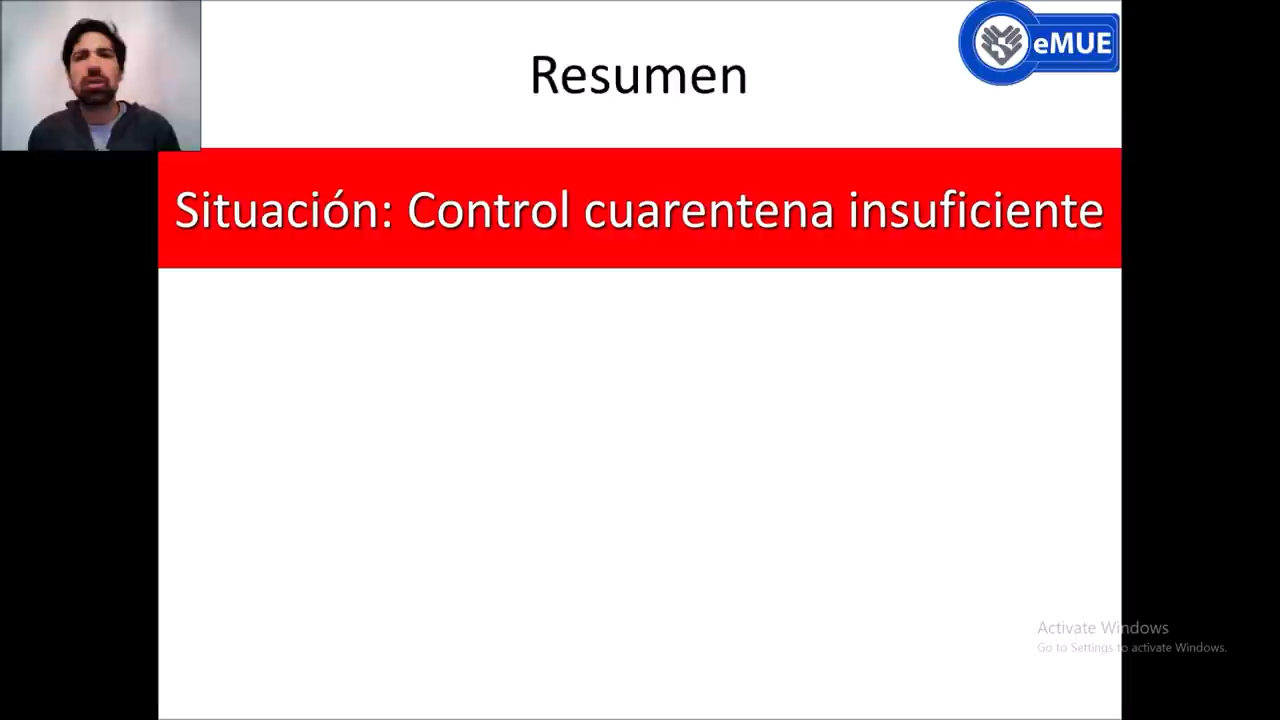 eMUE
Resumen
Situación: Control cuarentena insuficiente
Activate Windows
Go to Settings to activate Windows.